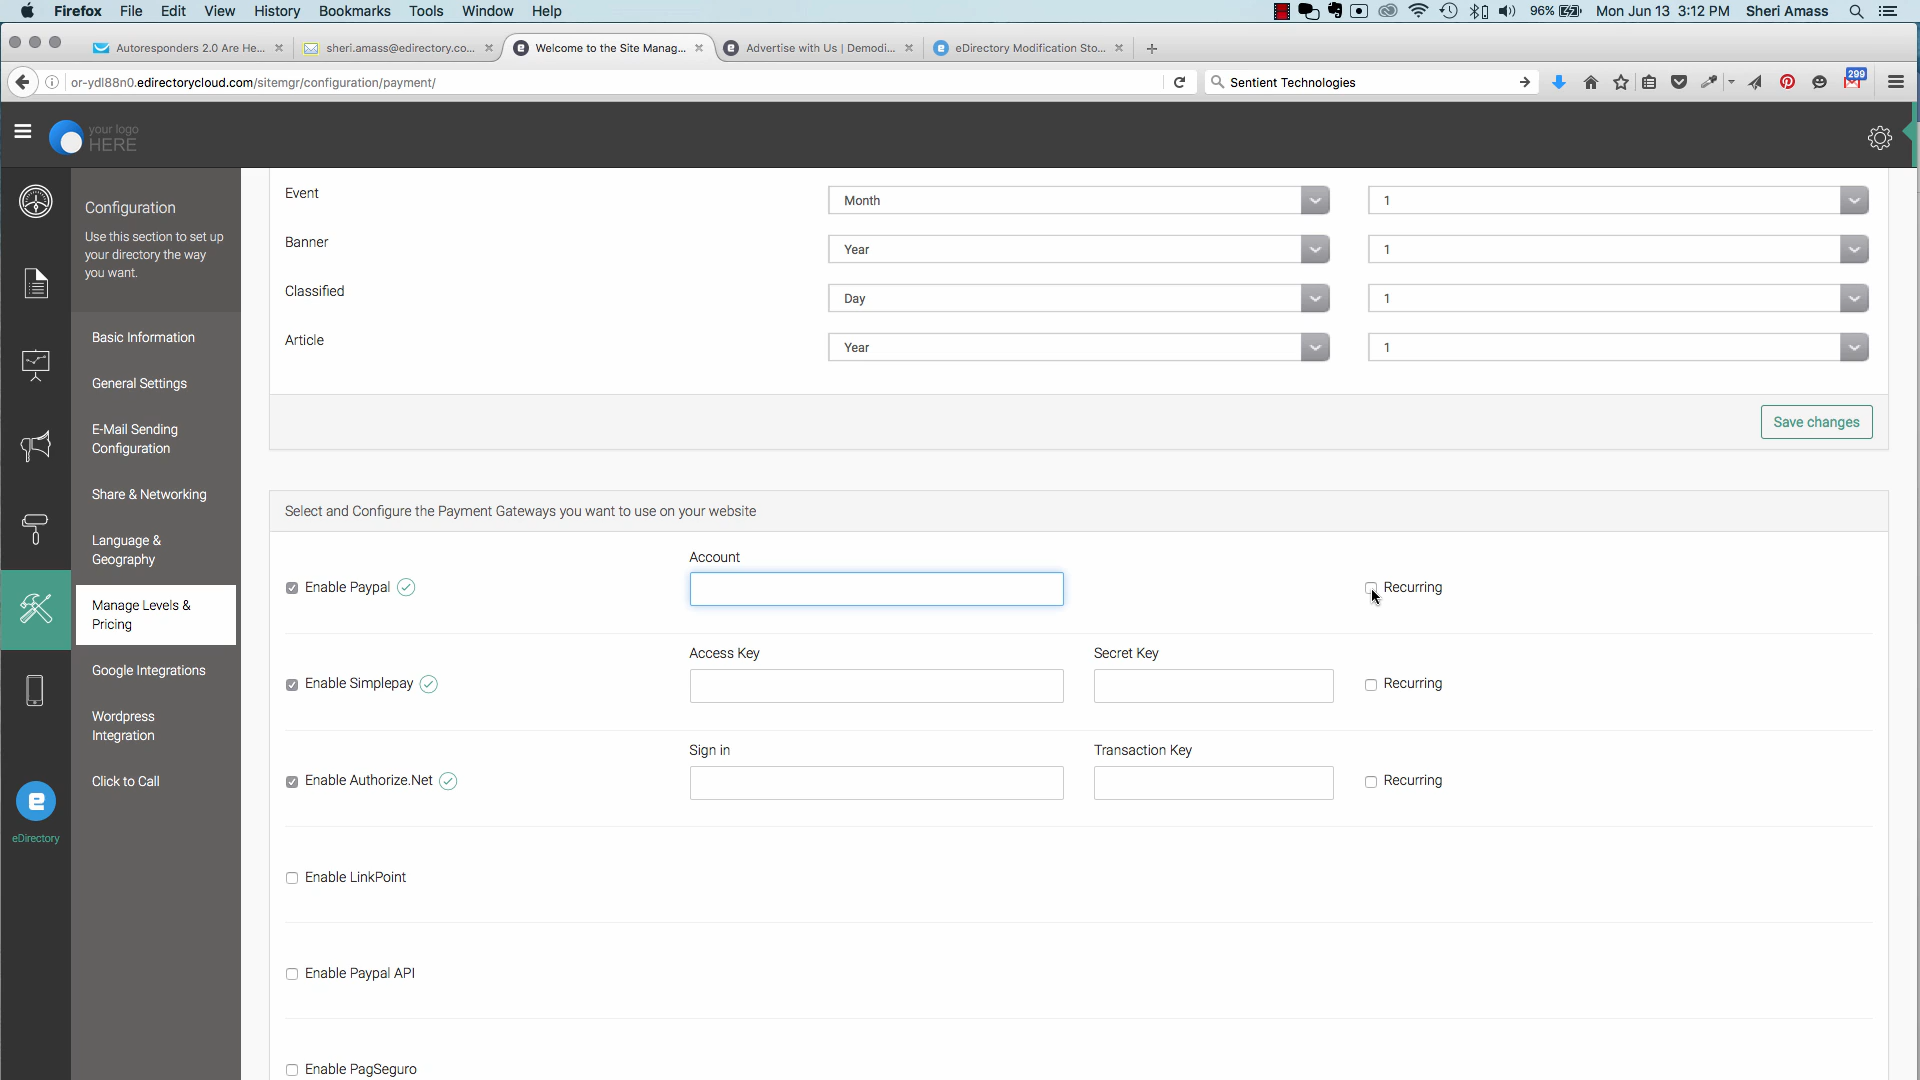 Firefox File Edit View History Bookmarks Tools Window Help 96% Mon Jun 13 3:12 PM Sheri Amass
Autoresponders 2.0 Are He... sheri.amass@edirectory.co... Welcome to the Site Manag... Advertise with Us | Demodi... eDirectory Modification Sto...
or-ydl88n0.edirectorycloud.com/sitemgr/configuration/payment/ Sentient Technologies 299
your logo
HERE
Configuration
Use this section to set up
your directory the way
you want.
Basic Information
General Settings
E-Mail Sending
Configuration
Share & Networking
Language &
Geography
Manage Levels &
Pricing
Google Integrations
Wordpress
Integration
Click to Call
eDirectory
Event Month 1
Banner Year 1
Classified Day 1
Article Year 1
Save changes
Select and Configure the Payment Gateways you want to use on your website
Account
Enable Paypal Recurring
Access Key Secret Key
Enable Simplepay Recurring
Sign in Transaction Key
Enable Authorize.Net Recurring
Enable LinkPoint
Enable Paypal API
Enable PagSeguro